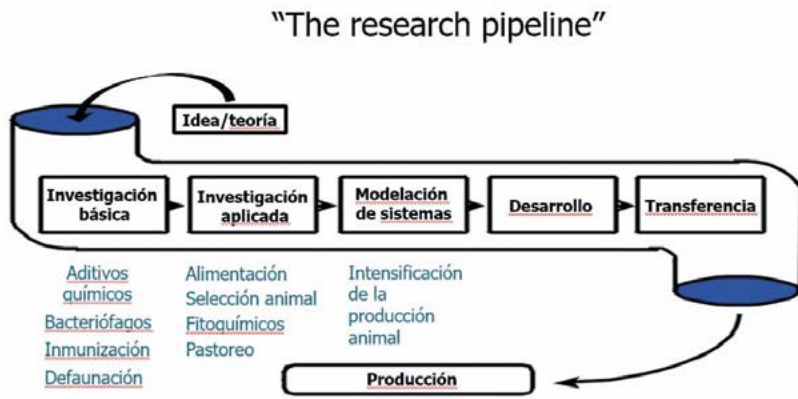 “The research pipeline”
Idea/teoría
Investigación
básica
Investigación
aplicada
Modelación
de sistemas
Desarrollo
Transferencia
Aditivos
químicos
Bacteriófagos
Inmunización
Defaunación
Alimentación
Selección animal
Fitoquímicos
Pastoreo
Intensificación
de la
producción
animal
Producción